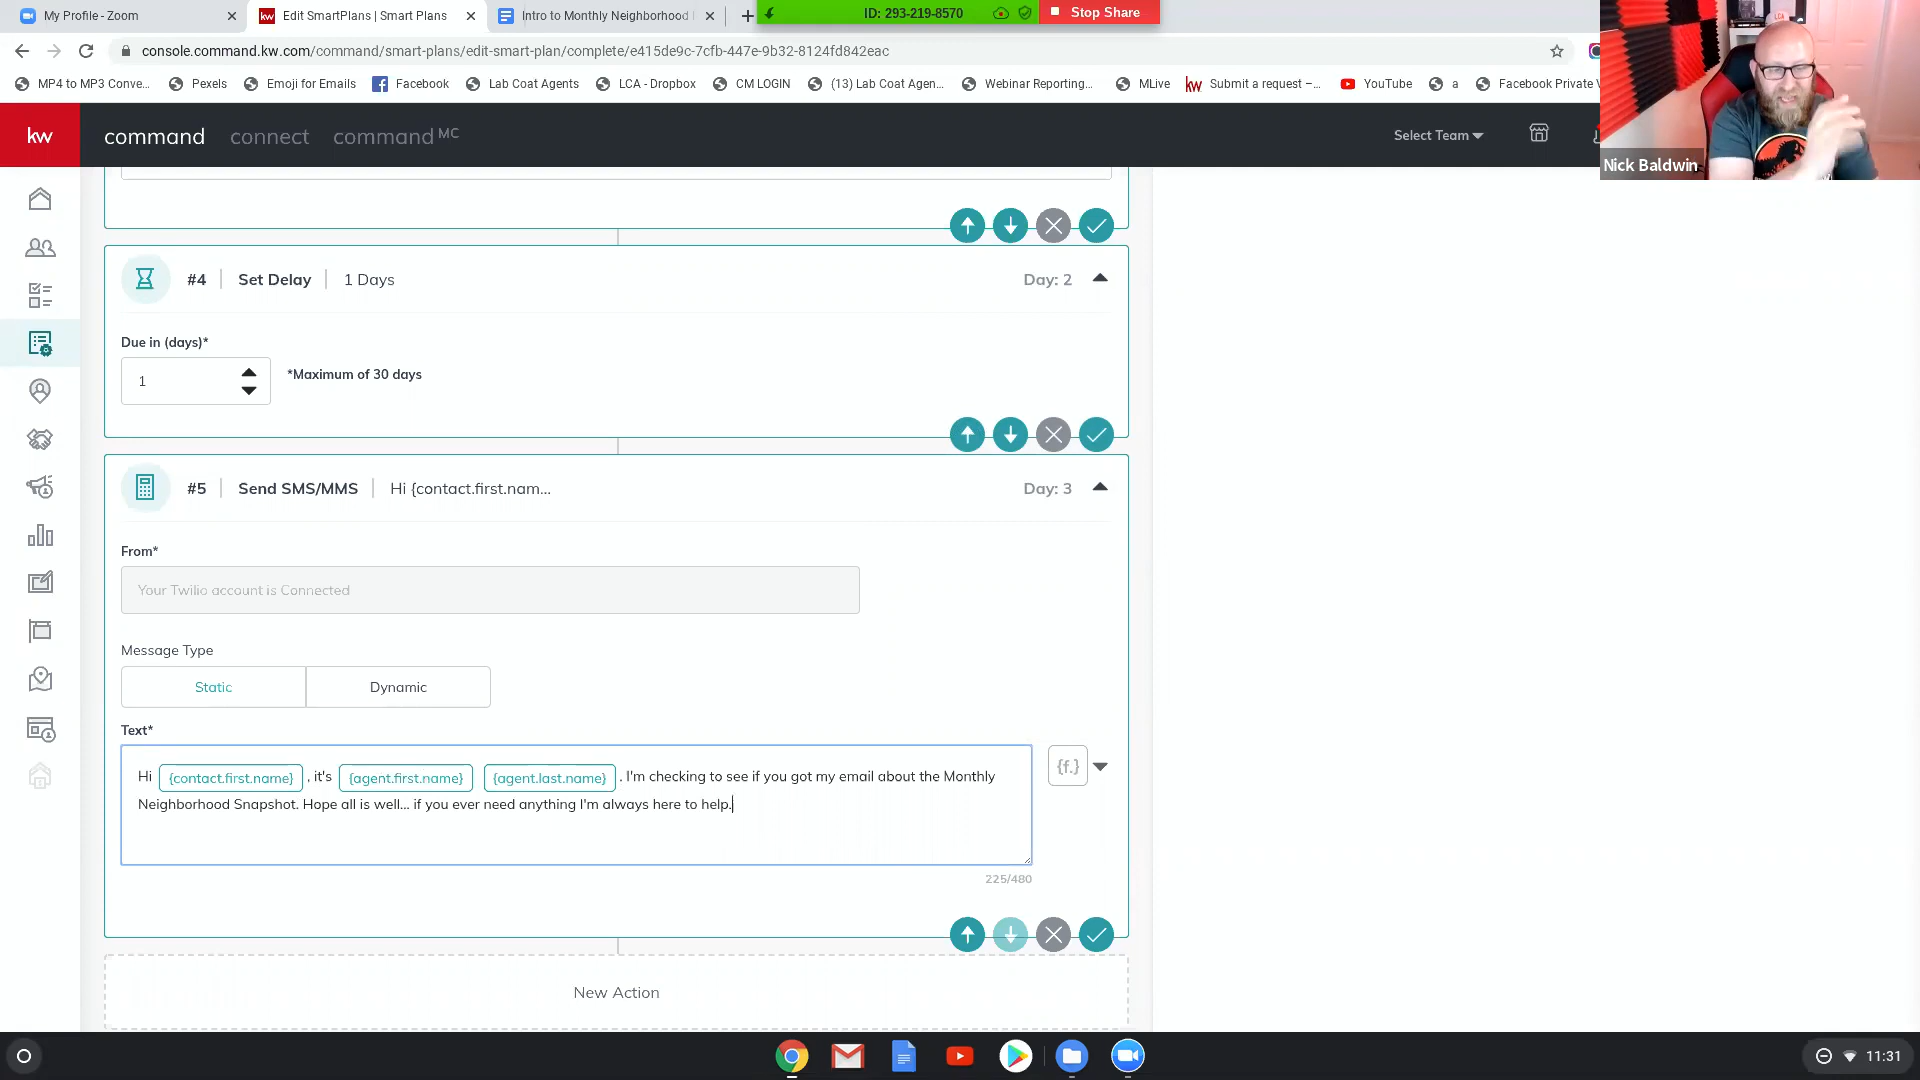 My Profile - Zoom
Edit SmartPlans | Smart Plans
Intro to Monthly Neighborhood
ID: 293-219-8570
Stop Share
console.command.kw.com/command/smart-plans/edit-smart-plan/complete/e415de9c-7cfb-447e-9b32-8124fd842eac
MP4 to MP3 Conve...
Pexels
Emoji for Emails
Facebook
Lab Coat Agents
LCA - Dropbox
CM LOGIN
(13) Lab Coat Agen...
Webinar Reporting...
MLive
kw Submit a request –...
YouTube
a
Facebook Private V
kw
command
connect
command MC
Select Team
Nick Baldwin
#4
Set Delay
1 Days
Day: 2
Due in (days)*
1
*Maximum of 30 days
#5
Send SMS/MMS
Hi {contact.first.nam...
Day: 3
From*
Your Twilio account is Connected
Message Type
Static
Dynamic
Text*
Hi {contact.first.name} , it's {agent.first.name} {agent.last.name} . I'm checking to see if you got my email about the Monthly
Neighborhood Snapshot. Hope all is well... if you ever need anything I'm always here to help.
{f.}
225/480
New Action
11:31